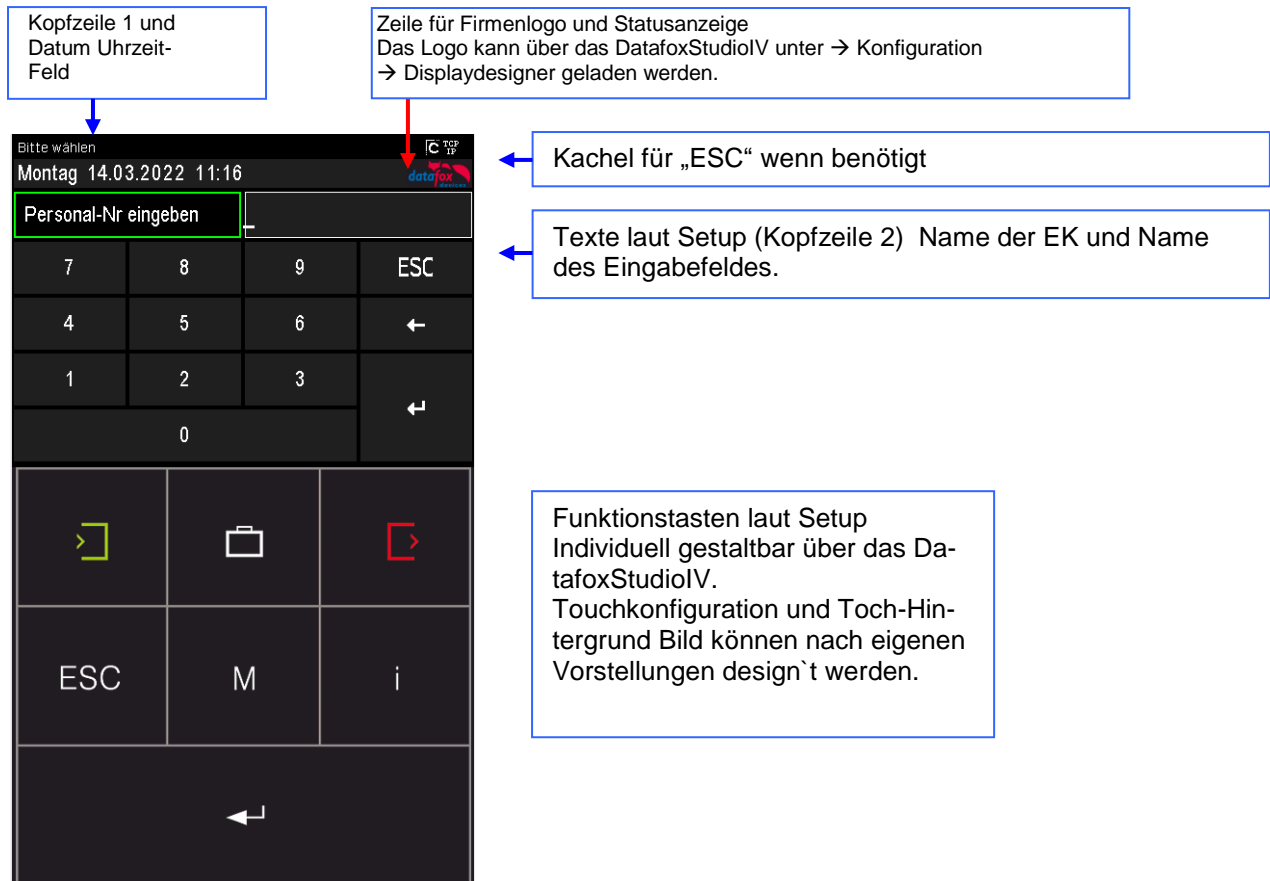 Kopfzeile 1 und
Datum Uhrzeit-
Feld
Zeile für Firmenlogo und Statusanzeige
Das Logo kann über das DatafoxStudioIV unter → Konfiguration
→ Displaydesigner geladen werden.
Bitte wählen
C TCP IP
Montag 14.03.2022 11:16
datafox
devices
Kachel für „ESC“ wenn benötigt
Personal-Nr eingeben _
Texte laut Setup (Kopfzeile 2) Name der EK und Name
des Eingabefeldes.
7 8 9 ESC
4 5 6 ←
1 2 3
↵
0
Funktionstasten laut Setup
Individuell gestaltbar über das Da-
tafoxStudioIV.
Touchkonfiguration und Toch-Hin-
tergrund Bild können nach eigenen
Vorstellungen design`t werden.
ESC M i